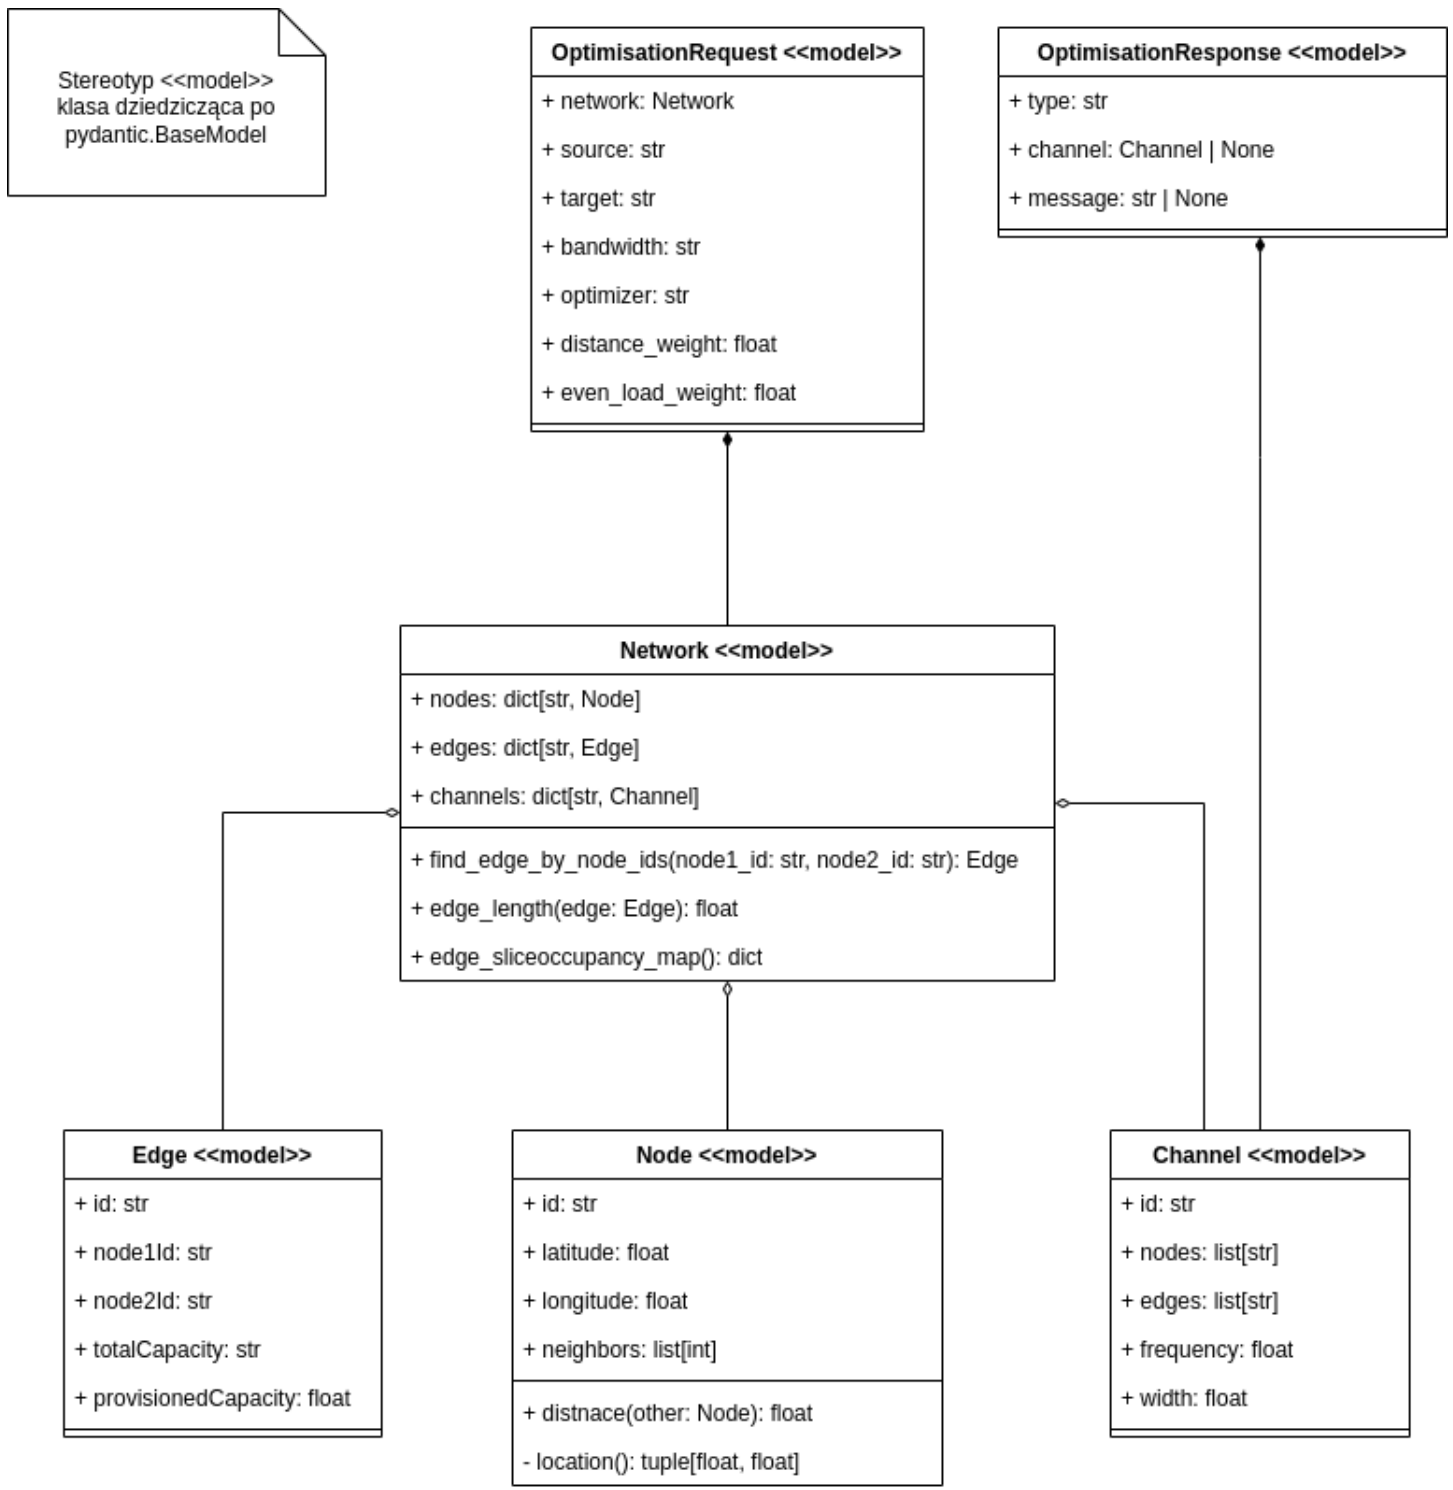 Stereotyp <<model>>
klasa dziedzicząca po
pydantic.BaseModel
OptimisationRequest <<model>>
+ network: Network
+ source: str
+ target: str
+ bandwidth: str
+ optimizer: str
+ distance_weight: float
+ even_load_weight: float
OptimisationResponse <<model>>
+ type: str
+ channel: Channel | None
+ message: str | None
Network <<model>>
+ nodes: dict[str, Node]
+ edges: dict[str, Edge]
+ channels: dict[str, Channel]
+ find_edge_by_node_ids(node1_id: str, node2_id: str): Edge
+ edge_length(edge: Edge): float
+ edge_sliceoccupancy_map(): dict
Edge <<model>>
+ id: str
+ node1Id: str
+ node2Id: str
+ totalCapacity: str
+ provisionedCapacity: float
Node <<model>>
+ id: str
+ latitude: float
+ longitude: float
+ neighbors: list[int]
+ distnace(other: Node): float
- location(): tuple[float, float]
Channel <<model>>
+ id: str
+ nodes: list[str]
+ edges: list[str]
+ frequency: float
+ width: float